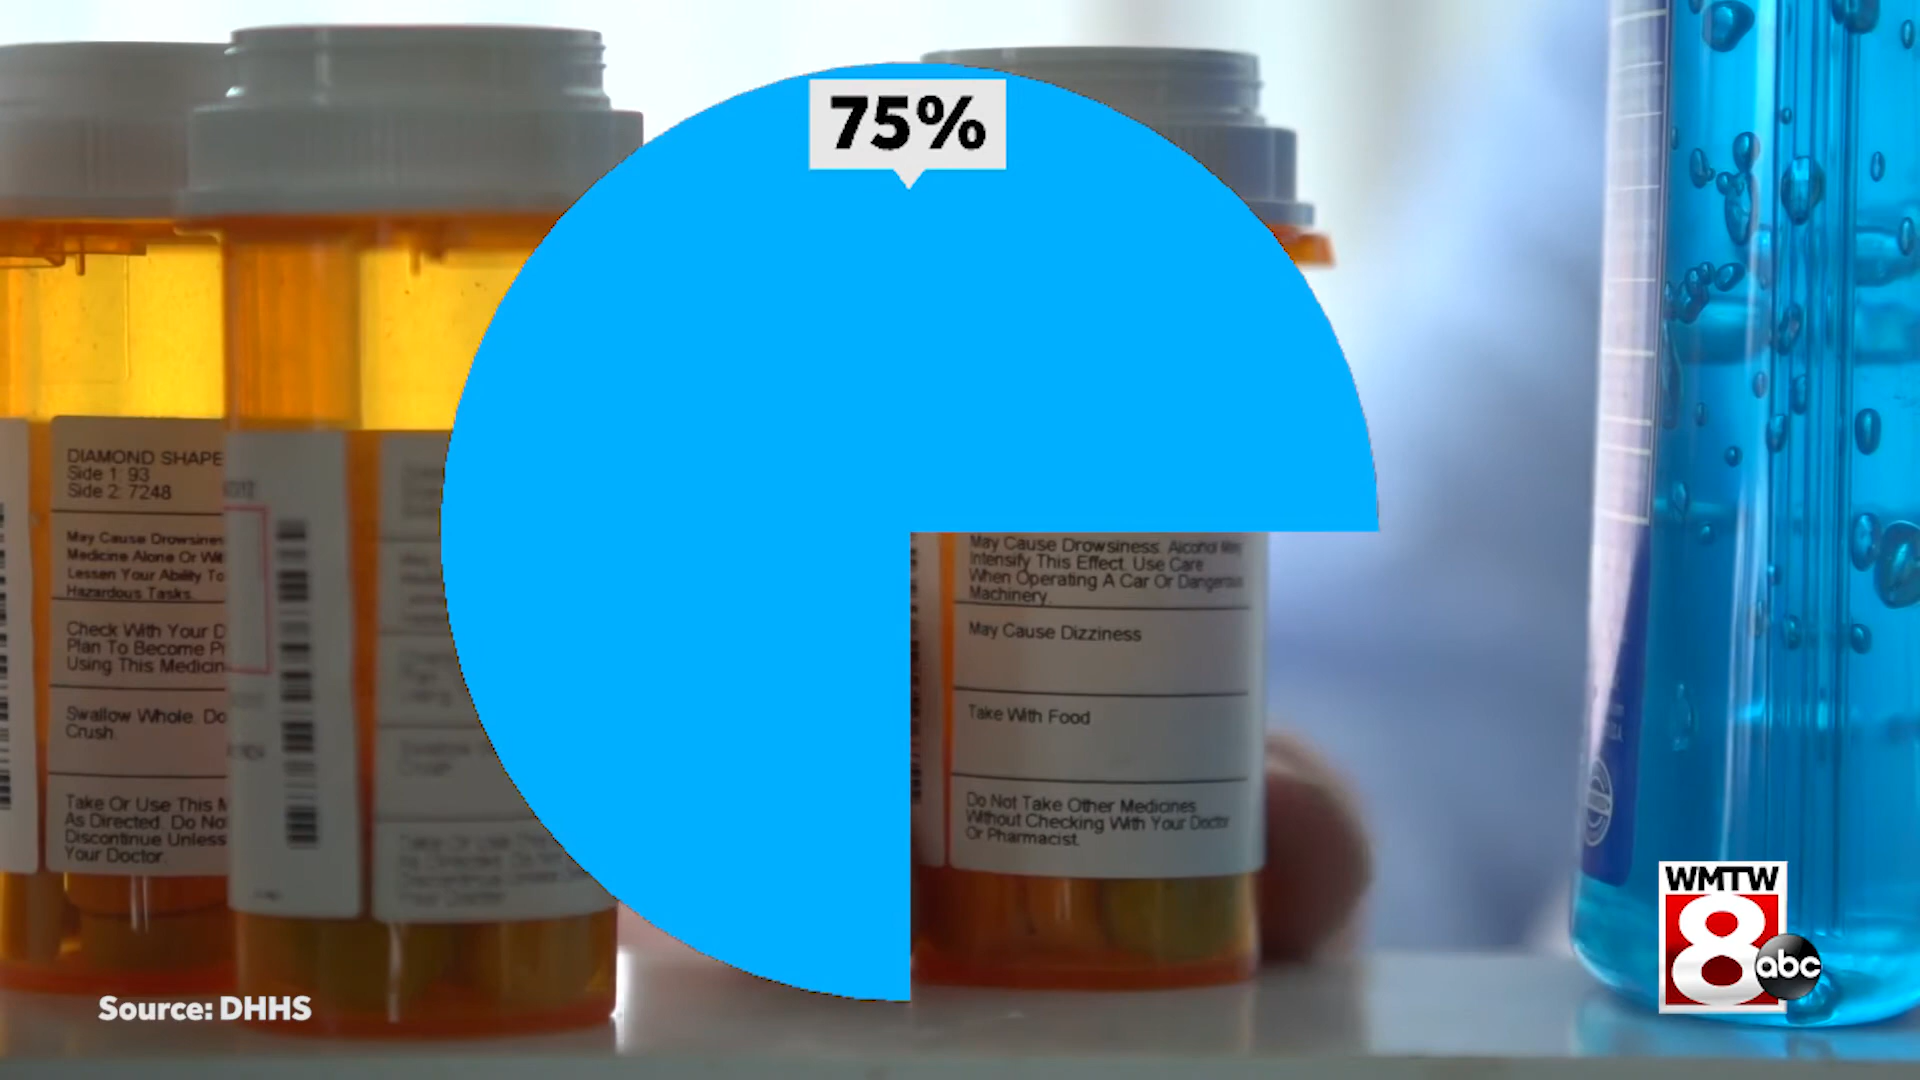 75%
DIAMOND SHAPE
Side 1: 93
Side 2: 7248
May Cause Drowsines
Medicine Alone Or Wi
Lessen Your Ability To
Hazardous Tasks.
Check With Your D
Plan To Become P
Using This Medicin
Swallow Whole. Do
Crush.
Take Or Use This M
As Directed. Do No
Discontinue Unless
Your Doctor.
May Cause Drowsiness. Alcohol May
Intensify This Effect. Use Care
When Operating A Car Or Dangerous
Machinery.
May Cause Dizziness
Take With Food
Do Not Take Other Medicines
Without Checking With Your Doctor
Or Pharmacist.
Source: DHHS
WMTW
8
abc